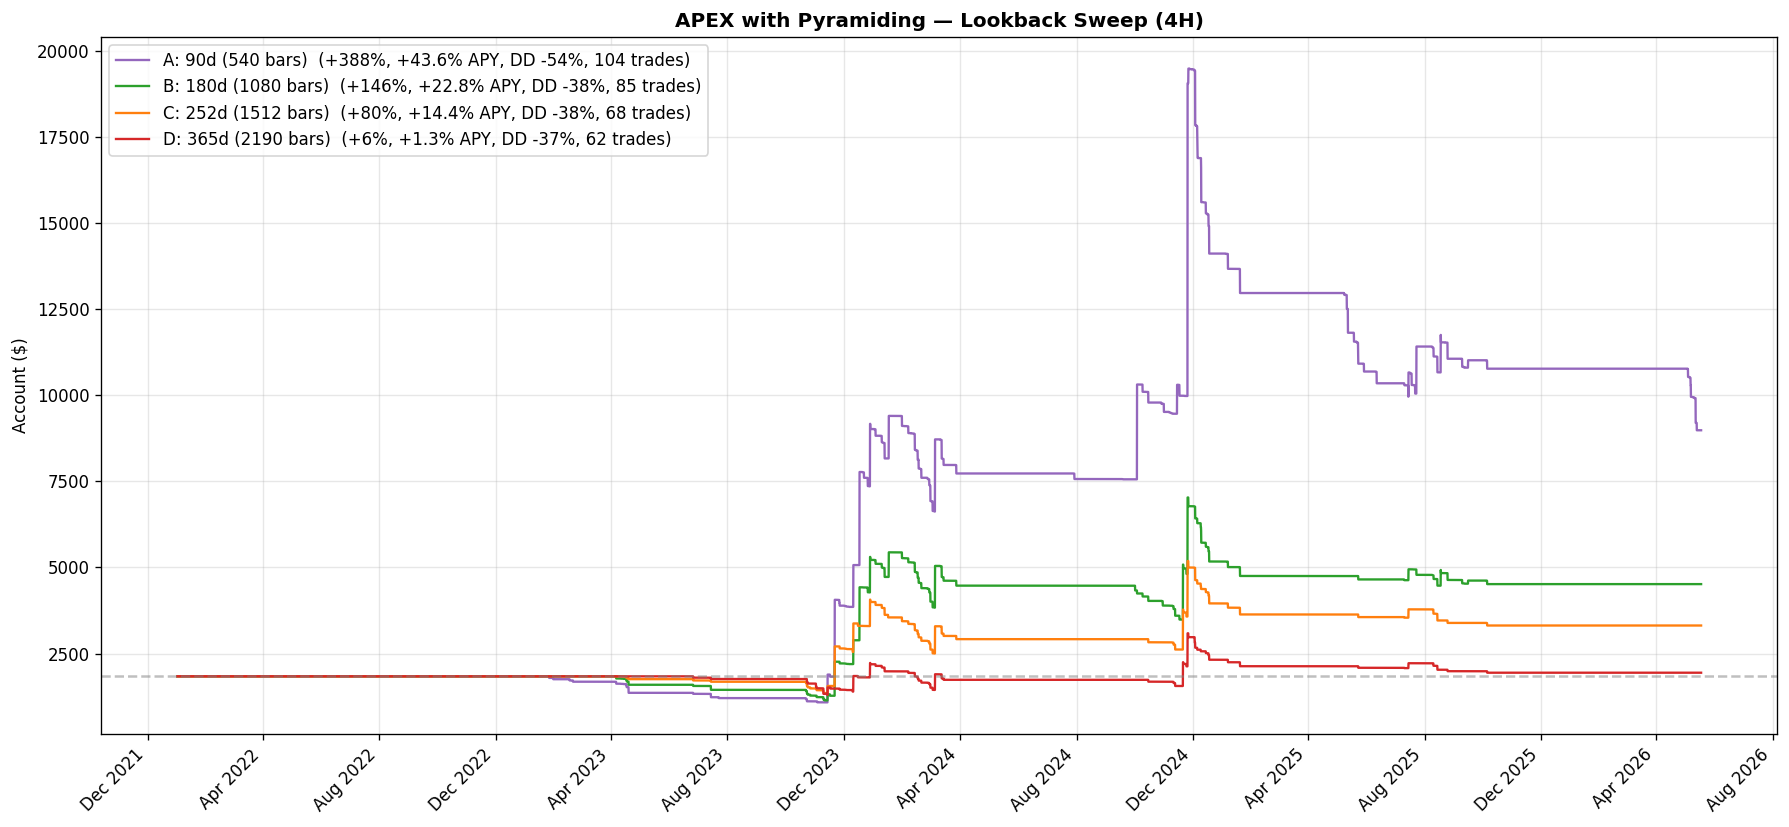 APEX with Pyramiding — Lookback Sweep (4H)
A: 90d (540 bars)  (+388%, +43.6% APY, DD -54%, 104 trades)
B: 180d (1080 bars)  (+146%, +22.8% APY, DD -38%, 85 trades)
C: 252d (1512 bars)  (+80%, +14.4% APY, DD -38%, 68 trades)
D: 365d (2190 bars)  (+6%, +1.3% APY, DD -37%, 62 trades)
Account ($)
20000
17500
15000
12500
10000
7500
5000
2500
Dec 2021
Apr 2022
Aug 2022
Dec 2022
Apr 2023
Aug 2023
Dec 2023
Apr 2024
Aug 2024
Dec 2024
Apr 2025
Aug 2025
Dec 2025
Apr 2026
Aug 2026